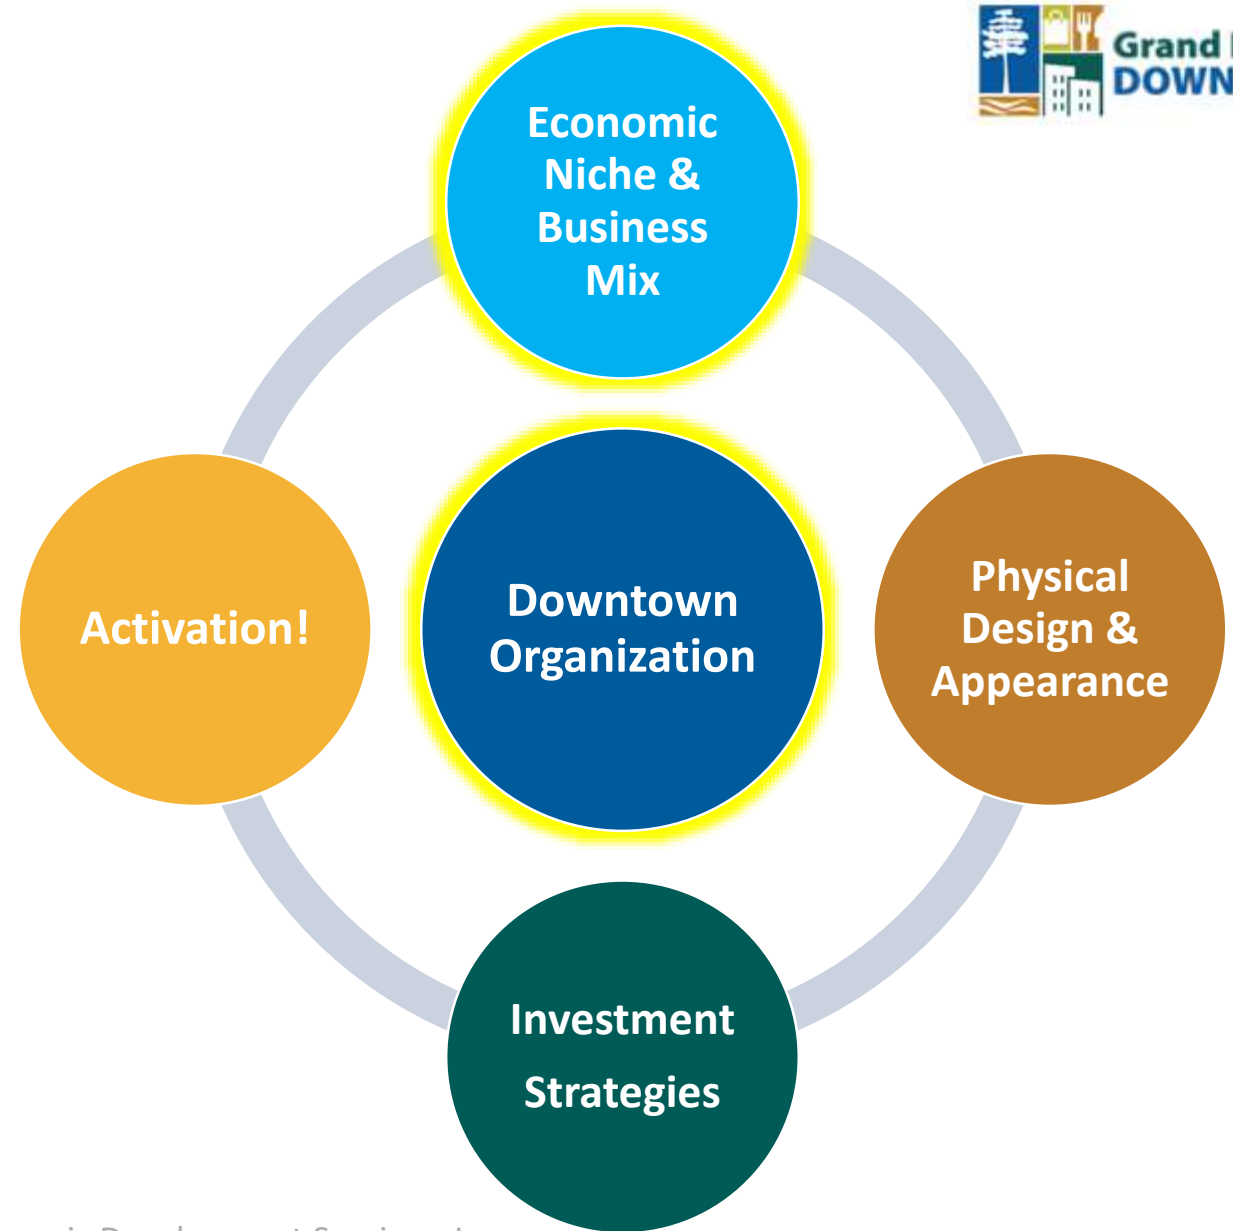 Grand
DOWN
Economic
Niche &
Business
Mix
Activation!
Downtown
Organization
Physical
Design &
Appearance
Investment
Strategies